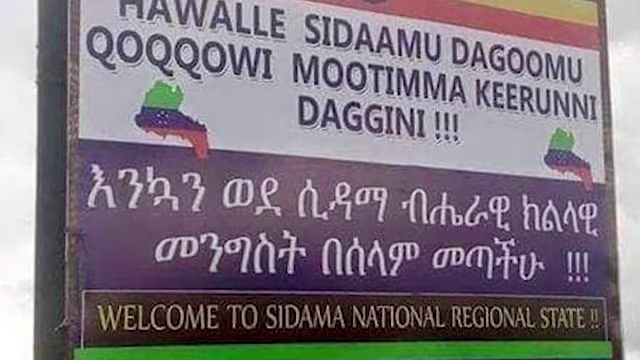 HAWALLE SIDAAMU DAGOOMU
QOQQOWI MOOTIMMA KEERUNNI
DAGGINI !!!
እንኳን ወደ ሲዳማ ብሔራዊ ክልላዊ
መንግስት በሰላም መጣችሁ !!!
WELCOME TO SIDAMA NATIONAL REGIONAL STATE !!